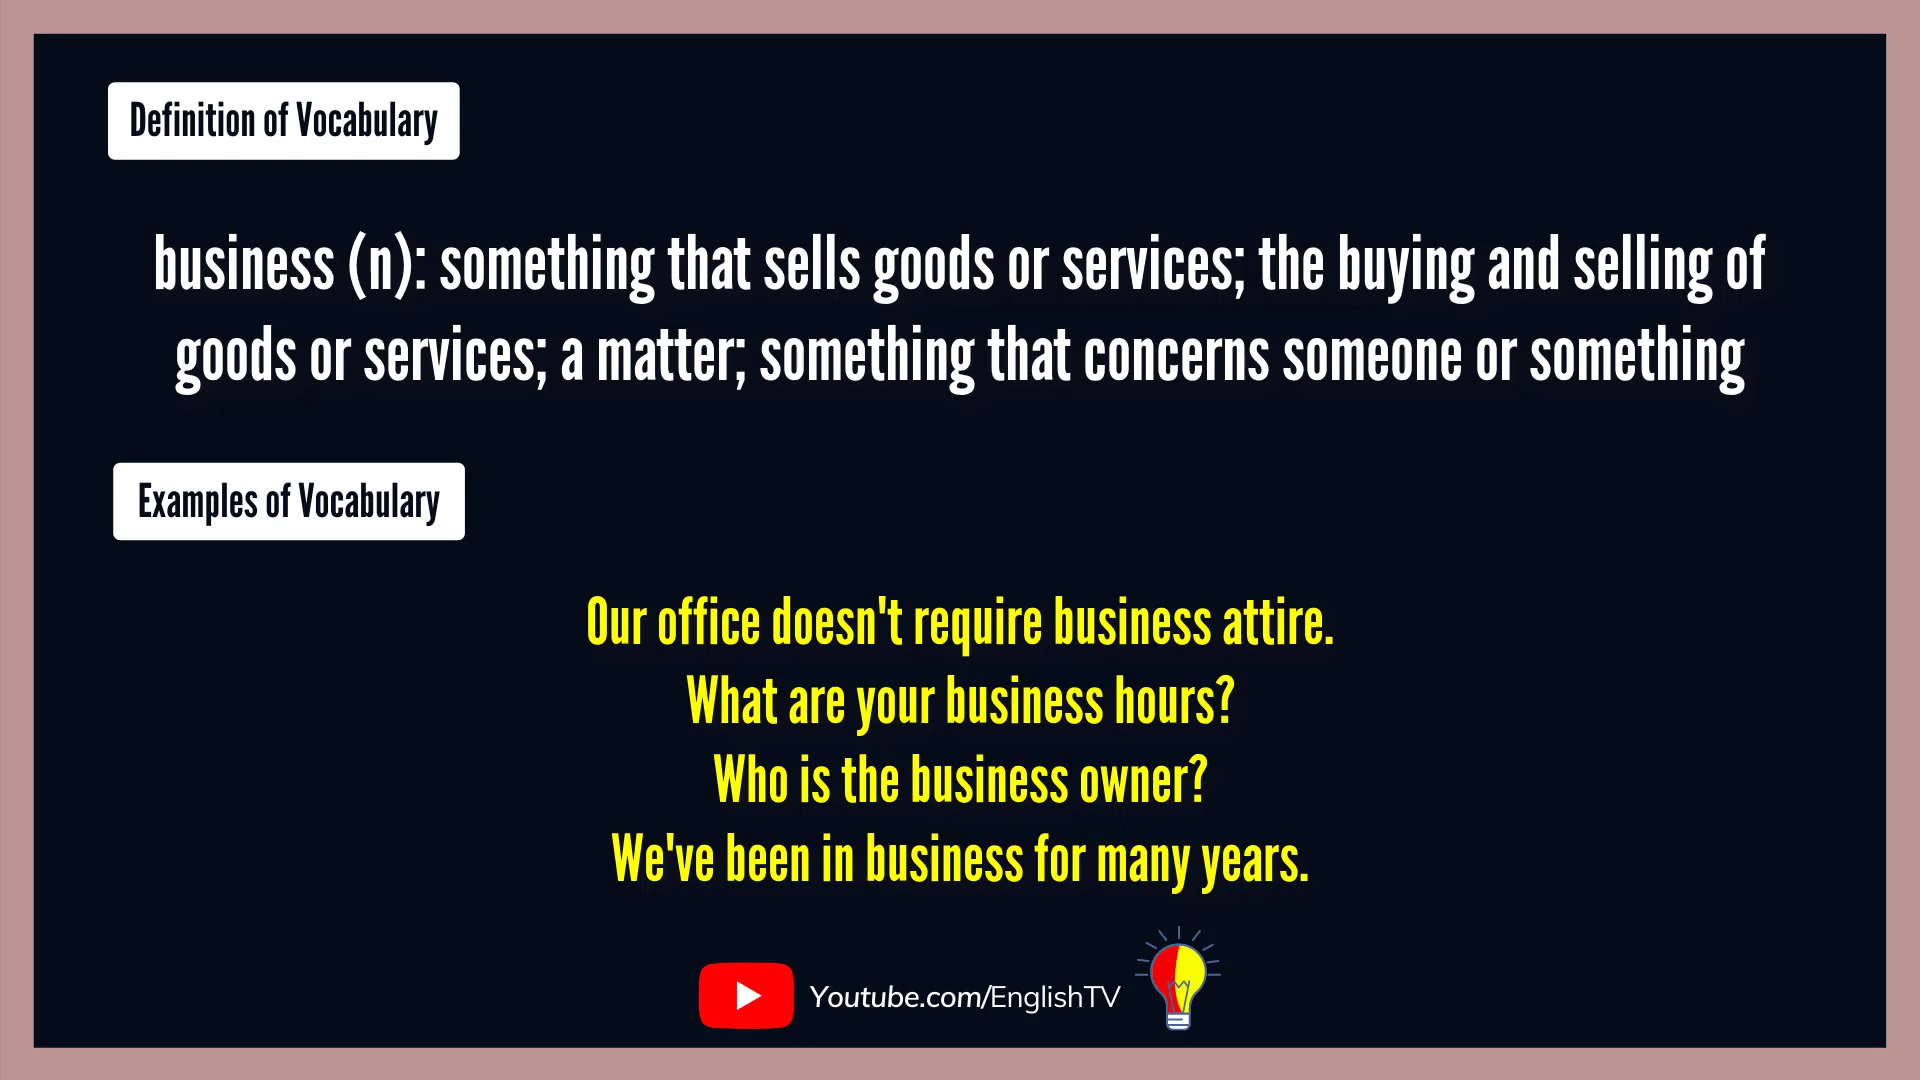 Definition of Vocabulary
business (n): something that sells goods or services; the buying and selling of
goods or services; a matter; something that concerns someone or something
Examples of Vocabulary
Our office doesn't require business attire.
What are your business hours?
Who is the business owner?
We've been in business for many years.
Youtube.com/EnglishTV